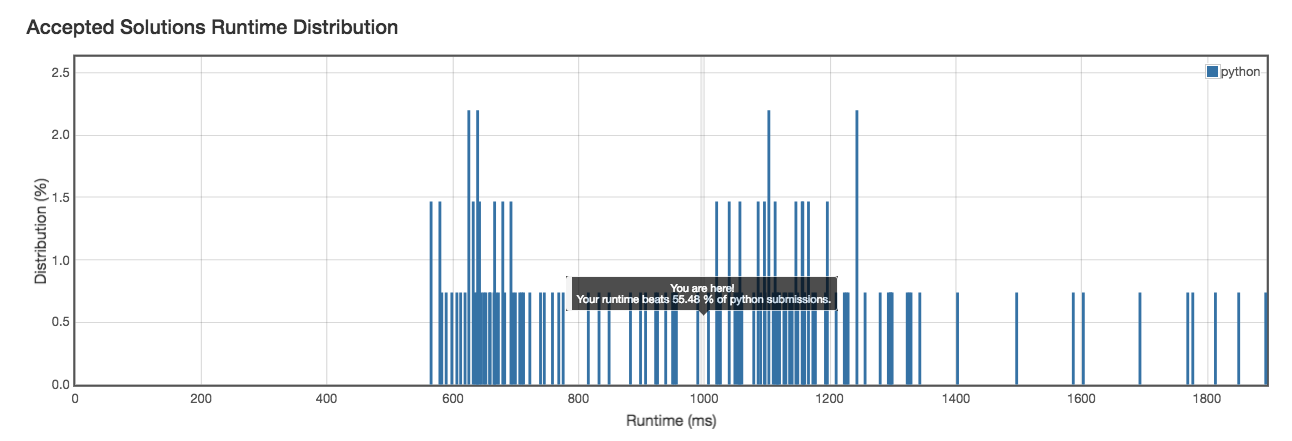 Accepted Solutions Runtime Distribution
python
2.5
2.0
1.5
1.0
0.5
0.0
Distribution (%)
You are here!
Your runtime beats 55.48 % of python submissions.
0 200 400 600 800 1000 1200 1400 1600 1800
Runtime (ms)